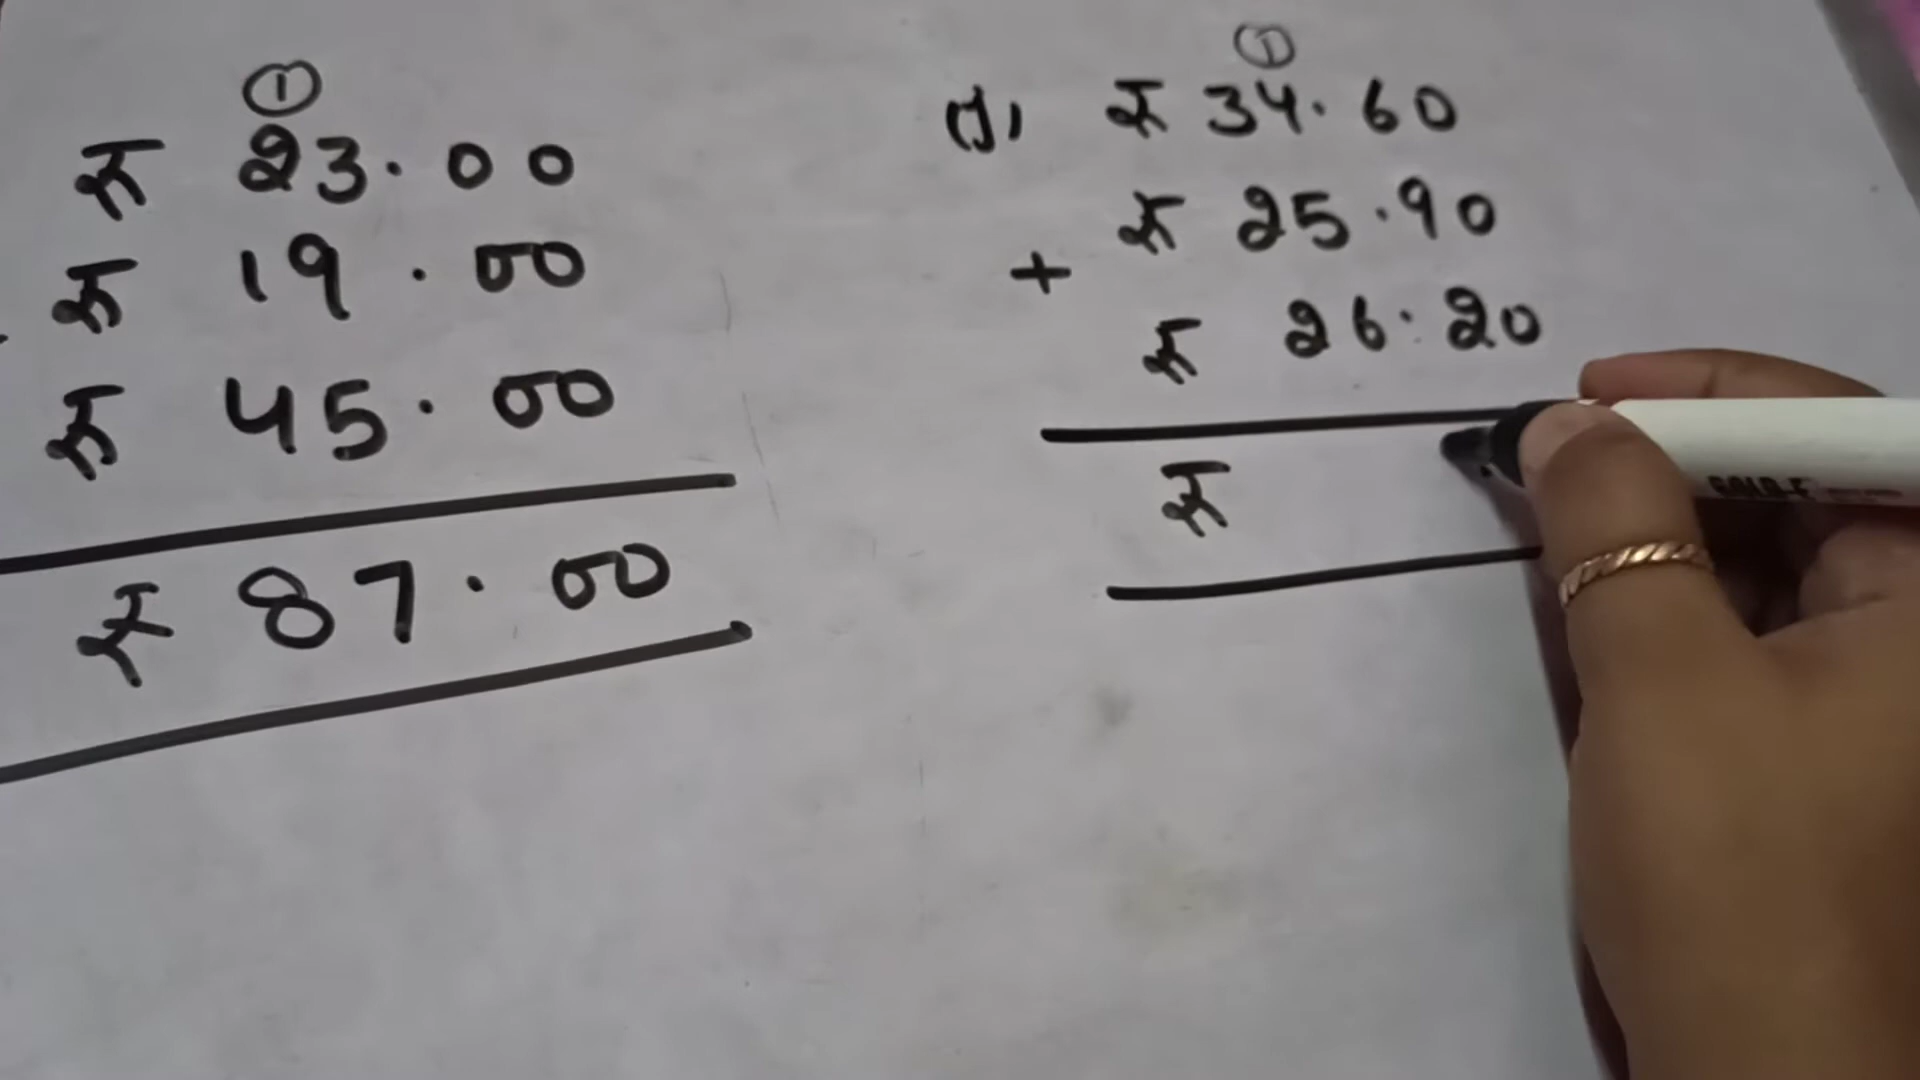 ①
रू 23.00
रू 19.00
रू 45.00
रू 87.00
①
रू 34.60
+ रू 25.90
रू 26.20
रू